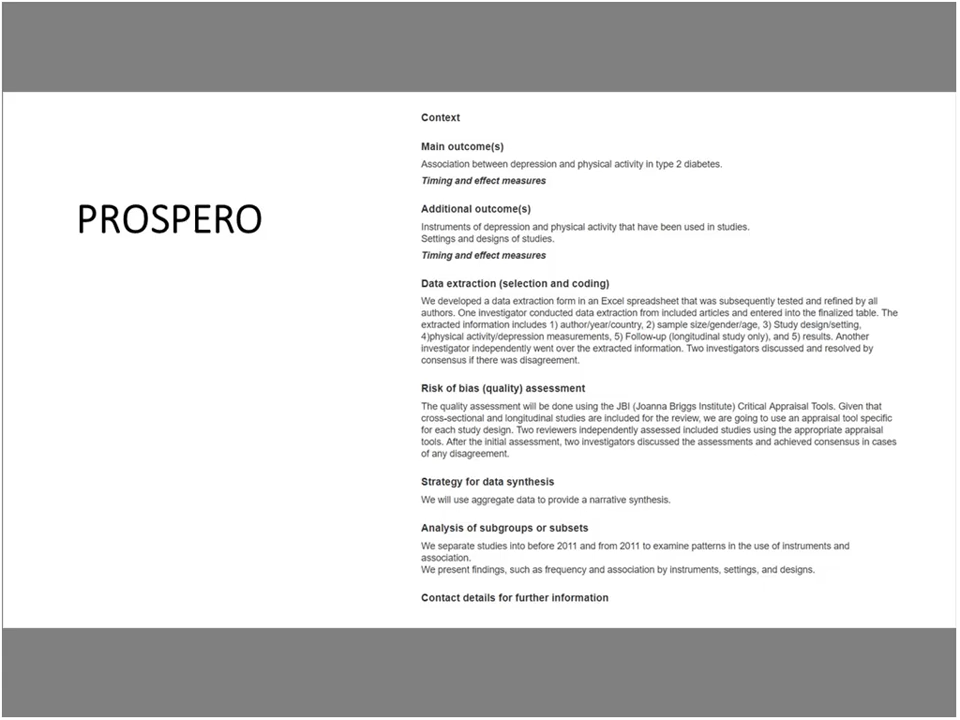 PROSPERO
Context
Main outcome(s)
Association between depression and physical activity in type 2 diabetes.
Timing and effect measures
Additional outcome(s)
Instruments of depression and physical activity that have been used in studies.
Settings and designs of studies.
Timing and effect measures
Data extraction (selection and coding)
We developed a data extraction form in an Excel spreadsheet that was subsequently tested and refined by all
authors. One investigator conducted data extraction from included articles and entered into the finalized table. The
extracted information includes 1) author/year/country, 2) sample size/gender/age, 3) Study design/setting,
4)physical activity/depression measurements, 5) Follow-up (longitudinal study only), and 5) results. Another
investigator independently went over the extracted information. Two investigators discussed and resolved by
consensus if there was disagreement.
Risk of bias (quality) assessment
The quality assessment will be done using the JBI (Joanna Briggs Institute) Critical Appraisal Tools. Given that
cross-sectional and longitudinal studies are included for the review, we are going to use an appraisal tool specific
for each study design. Two reviewers independently assessed included studies using the appropriate appraisal
tools. After the initial assessment, two investigators discussed the assessments and achieved consensus in cases
of any disagreement.
Strategy for data synthesis
We will use aggregate data to provide a narrative synthesis.
Analysis of subgroups or subsets
We separate studies into before 2011 and from 2011 to examine patterns in the use of instruments and
association.
We present findings, such as frequency and association by instruments, settings, and designs.
Contact details for further information